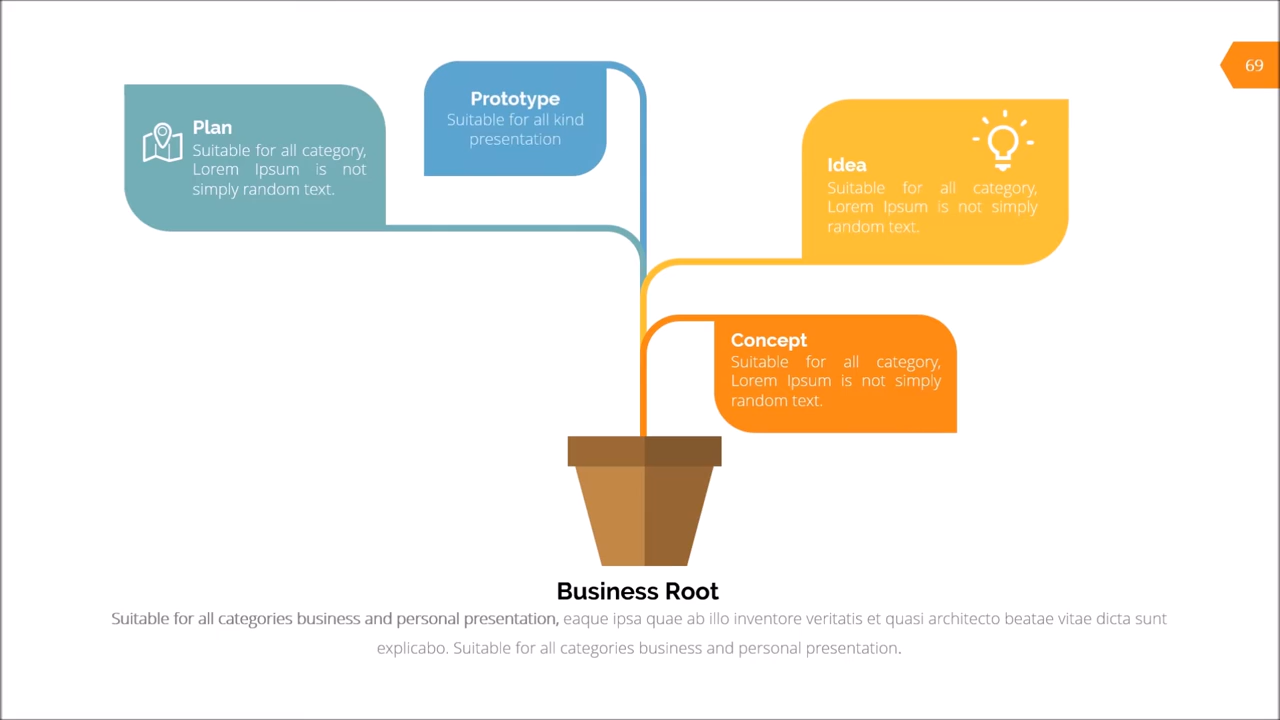 69
Prototype
Suitable for all kind
presentation
Plan
Suitable for all category,
Lorem Ipsum is not
simply random text.
Idea
Suitable for all category,
Lorem Ipsum is not simply
random text.
Concept
Suitable for all category,
Lorem Ipsum is not simply
random text.
Business Root
Suitable for all categories business and personal presentation, eaque ipsa quae ab illo inventore veritatis et quasi architecto beatae vitae dicta sunt
explicabo. Suitable for all categories business and personal presentation.